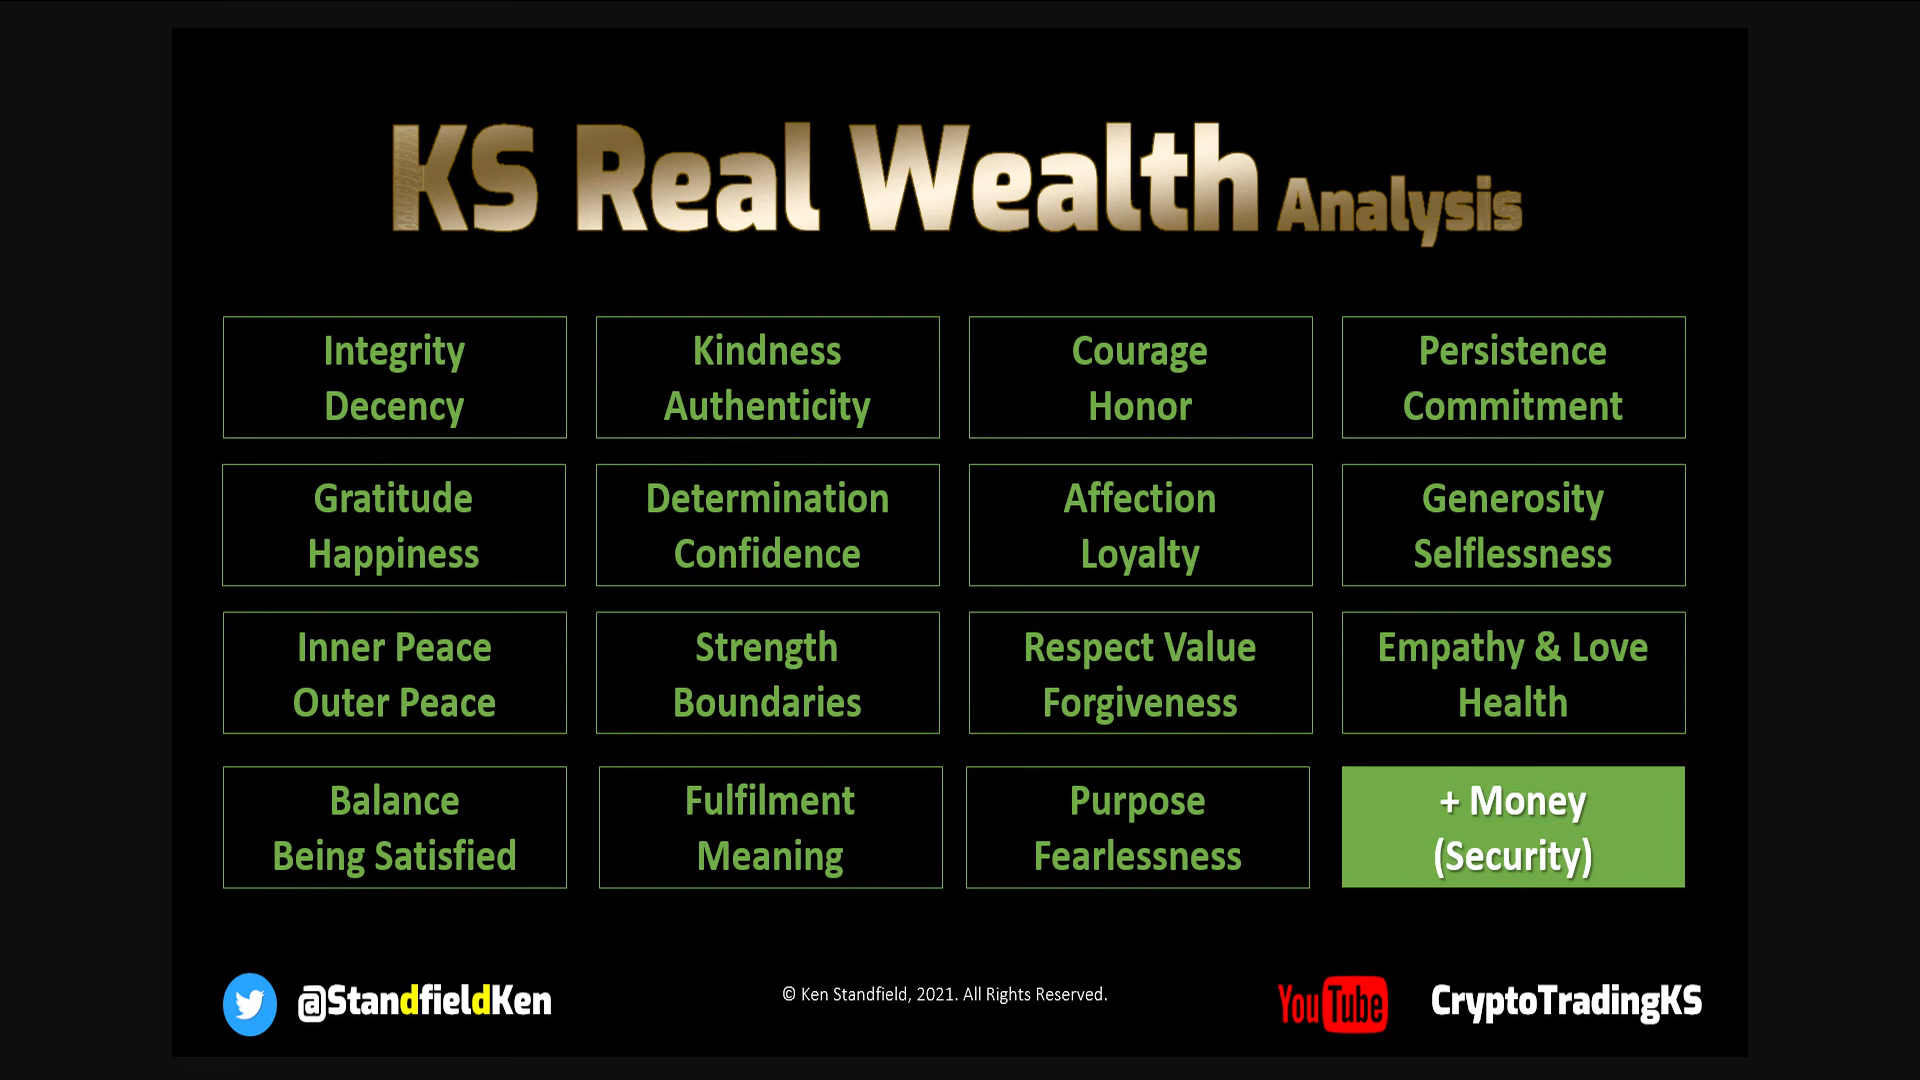 KS Real Wealth Analysis
Integrity
Decency
Kindness
Authenticity
Courage
Honor
Persistence
Commitment
Gratitude
Happiness
Determination
Confidence
Affection
Loyalty
Generosity
Selflessness
Inner Peace
Outer Peace
Strength
Boundaries
Respect Value
Forgiveness
Empathy & Love
Health
Balance
Being Satisfied
Fulfilment
Meaning
Purpose
Fearlessness
+ Money
(Security)
@StandfieldKen
© Ken Standfield, 2021. All Rights Reserved.
YouTube
CryptoTradingKS